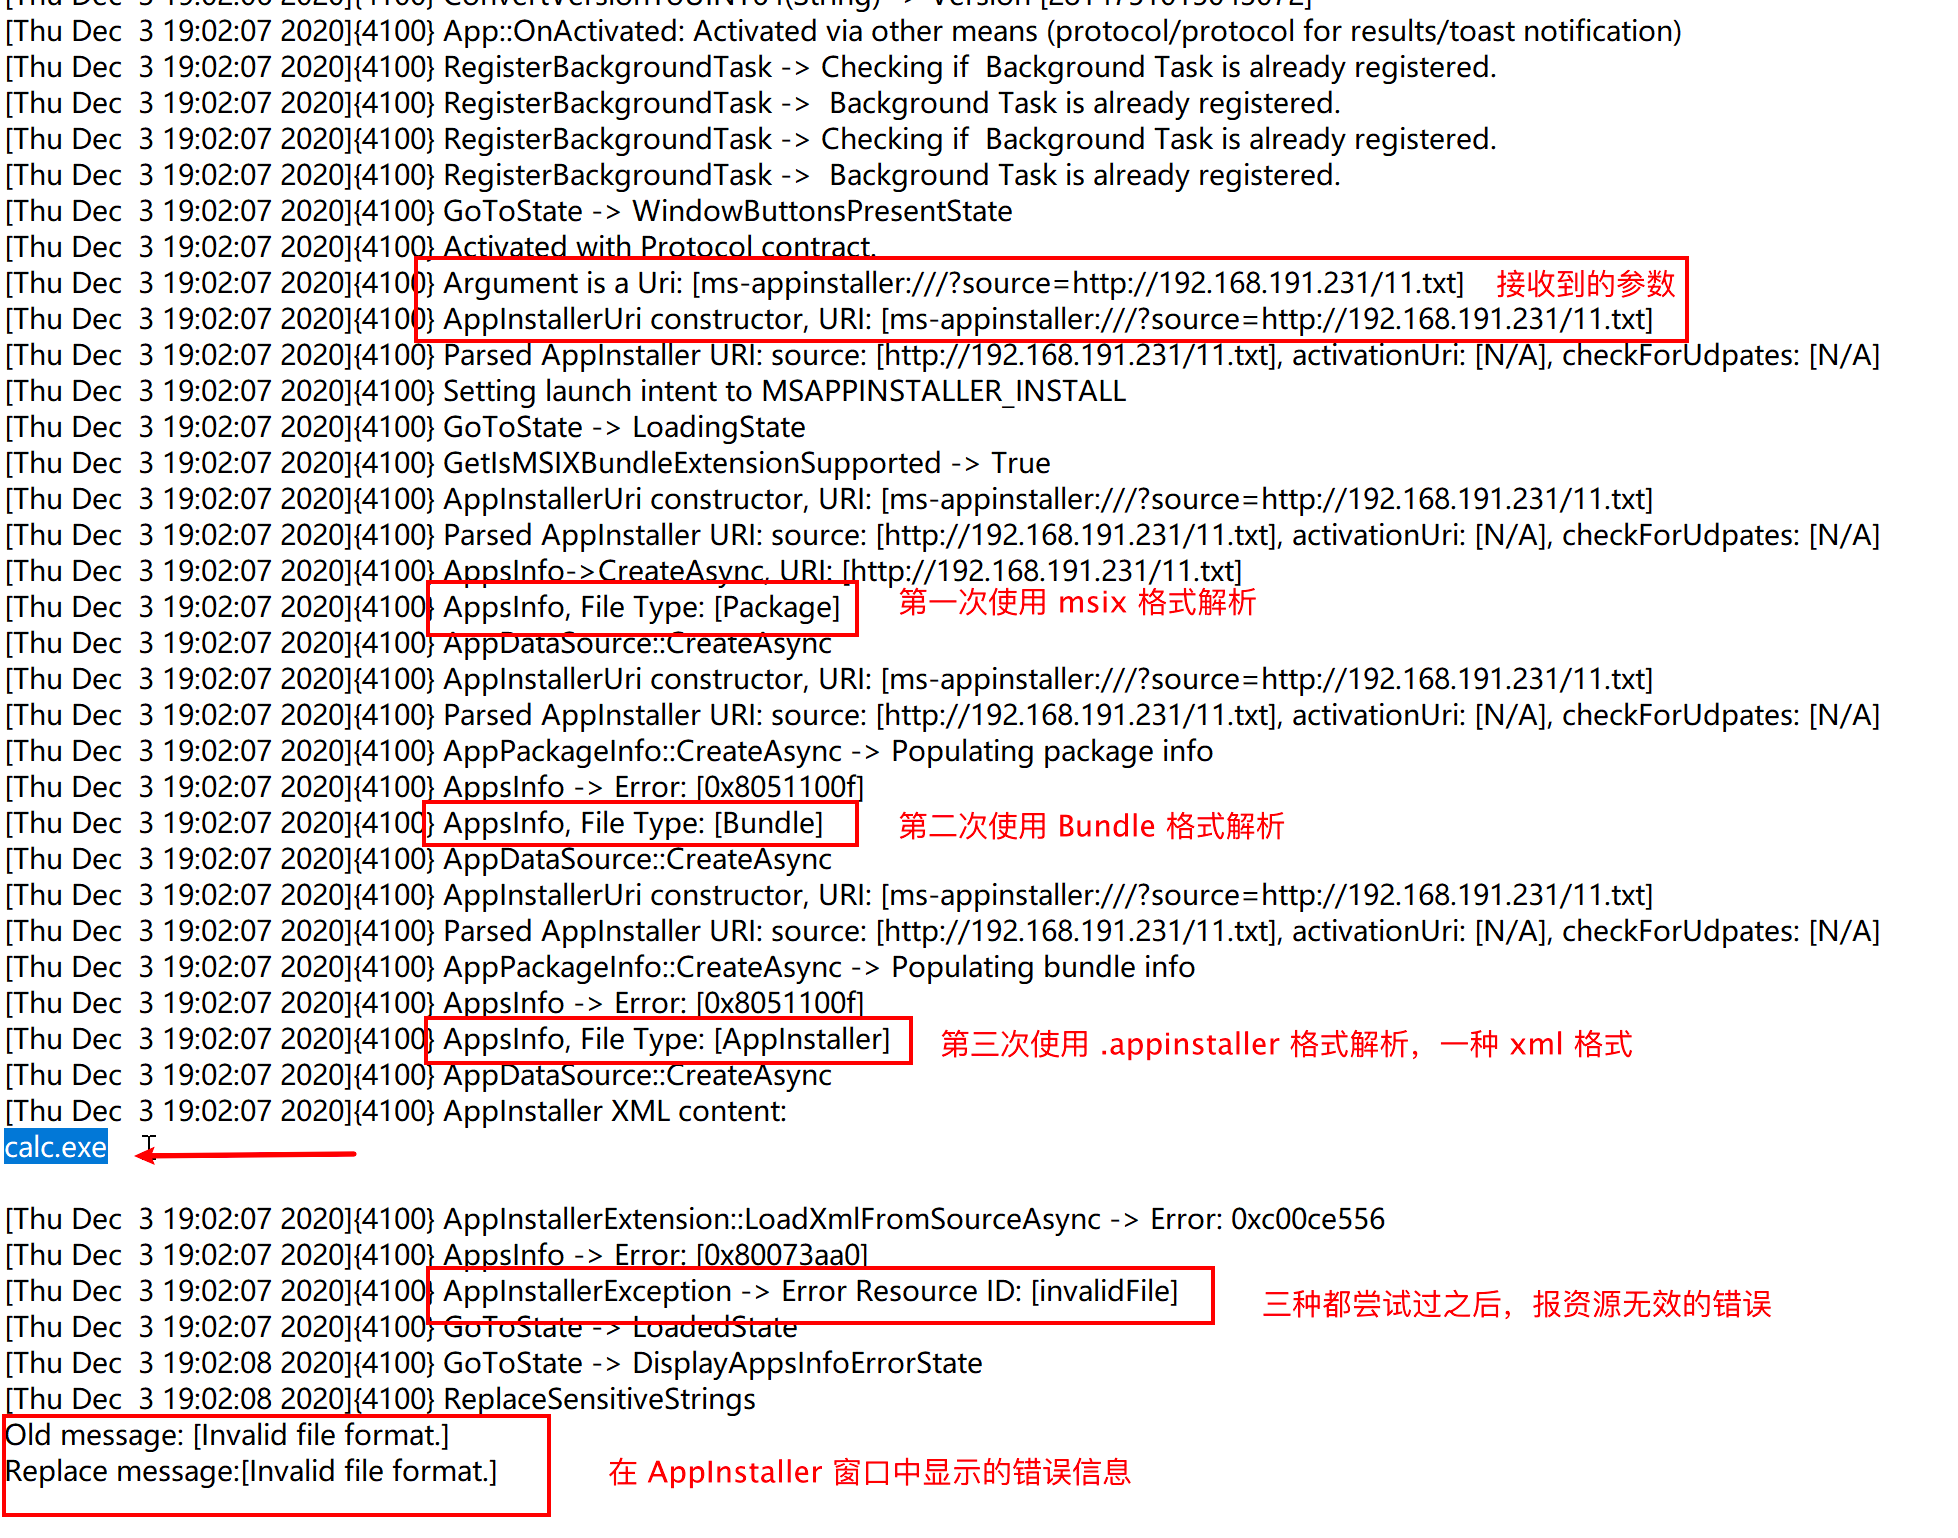 [Thu Dec  3 19:02:07 2020]{4100} App::OnActivated: Activated via other means (protocol/protocol for results/toast notification)
[Thu Dec  3 19:02:07 2020]{4100} RegisterBackgroundTask -> Checking if  Background Task is already registered.
[Thu Dec  3 19:02:07 2020]{4100} RegisterBackgroundTask ->  Background Task is already registered.
[Thu Dec  3 19:02:07 2020]{4100} RegisterBackgroundTask -> Checking if  Background Task is already registered.
[Thu Dec  3 19:02:07 2020]{4100} RegisterBackgroundTask ->  Background Task is already registered.
[Thu Dec  3 19:02:07 2020]{4100} GoToState -> WindowButtonsPresentState
[Thu Dec  3 19:02:07 2020]{4100} Activated with Protocol contract.
[Thu Dec  3 19:02:07 2020]{4100} Argument is a Uri: [ms-appinstaller:///?source=http://192.168.191.231/11.txt] 接收到的参数
[Thu Dec  3 19:02:07 2020]{4100} AppInstallerUri constructor, URI: [ms-appinstaller:///?source=http://192.168.191.231/11.txt]
[Thu Dec  3 19:02:07 2020]{4100} Parsed AppInstaller URI: source: [http://192.168.191.231/11.txt], activationUri: [N/A], checkForUdpates: [N/A]
[Thu Dec  3 19:02:07 2020]{4100} Setting launch intent to MSAPPINSTALLER_INSTALL
[Thu Dec  3 19:02:07 2020]{4100} GoToState -> LoadingState
[Thu Dec  3 19:02:07 2020]{4100} GetIsMSIXBundleExtensionSupported -> True
[Thu Dec  3 19:02:07 2020]{4100} AppInstallerUri constructor, URI: [ms-appinstaller:///?source=http://192.168.191.231/11.txt]
[Thu Dec  3 19:02:07 2020]{4100} Parsed AppInstaller URI: source: [http://192.168.191.231/11.txt], activationUri: [N/A], checkForUdpates: [N/A]
[Thu Dec  3 19:02:07 2020]{4100} AppsInfo->CreateAsync, URI: [http://192.168.191.231/11.txt]
[Thu Dec  3 19:02:07 2020]{4100} AppsInfo, File Type: [Package] 第一次使用 msix 格式解析
[Thu Dec  3 19:02:07 2020]{4100} AppDataSource::CreateAsync
[Thu Dec  3 19:02:07 2020]{4100} AppInstallerUri constructor, URI: [ms-appinstaller:///?source=http://192.168.191.231/11.txt]
[Thu Dec  3 19:02:07 2020]{4100} Parsed AppInstaller URI: source: [http://192.168.191.231/11.txt], activationUri: [N/A], checkForUdpates: [N/A]
[Thu Dec  3 19:02:07 2020]{4100} AppPackageInfo::CreateAsync -> Populating package info
[Thu Dec  3 19:02:07 2020]{4100} AppsInfo -> Error: [0x8051100f]
[Thu Dec  3 19:02:07 2020]{4100} AppsInfo, File Type: [Bundle] 第二次使用 Bundle 格式解析
[Thu Dec  3 19:02:07 2020]{4100} AppDataSource::CreateAsync
[Thu Dec  3 19:02:07 2020]{4100} AppInstallerUri constructor, URI: [ms-appinstaller:///?source=http://192.168.191.231/11.txt]
[Thu Dec  3 19:02:07 2020]{4100} Parsed AppInstaller URI: source: [http://192.168.191.231/11.txt], activationUri: [N/A], checkForUdpates: [N/A]
[Thu Dec  3 19:02:07 2020]{4100} AppPackageInfo::CreateAsync -> Populating bundle info
[Thu Dec  3 19:02:07 2020]{4100} AppsInfo -> Error: [0x8051100f]
[Thu Dec  3 19:02:07 2020]{4100} AppsInfo, File Type: [AppInstaller] 第三次使用 .appinstaller 格式解析，一种 xml 格式
[Thu Dec  3 19:02:07 2020]{4100} AppDataSource::CreateAsync
[Thu Dec  3 19:02:07 2020]{4100} AppInstaller XML content:
calc.exe
[Thu Dec  3 19:02:07 2020]{4100} AppInstallerExtension::LoadXmlFromSourceAsync -> Error: 0xc00ce556
[Thu Dec  3 19:02:07 2020]{4100} AppsInfo -> Error: [0x80073aa0]
[Thu Dec  3 19:02:07 2020]{4100} AppInstallerException -> Error Resource ID: [invalidFile] 三种都尝试过之后，报资源无效的错误
[Thu Dec  3 19:02:07 2020]{4100} GoToState -> LoadedState
[Thu Dec  3 19:02:08 2020]{4100} GoToState -> DisplayAppsInfoErrorState
[Thu Dec  3 19:02:08 2020]{4100} ReplaceSensitiveStrings
Old message: [Invalid file format.]
Replace message:[Invalid file format.] 在 AppInstaller 窗口中显示的错误信息